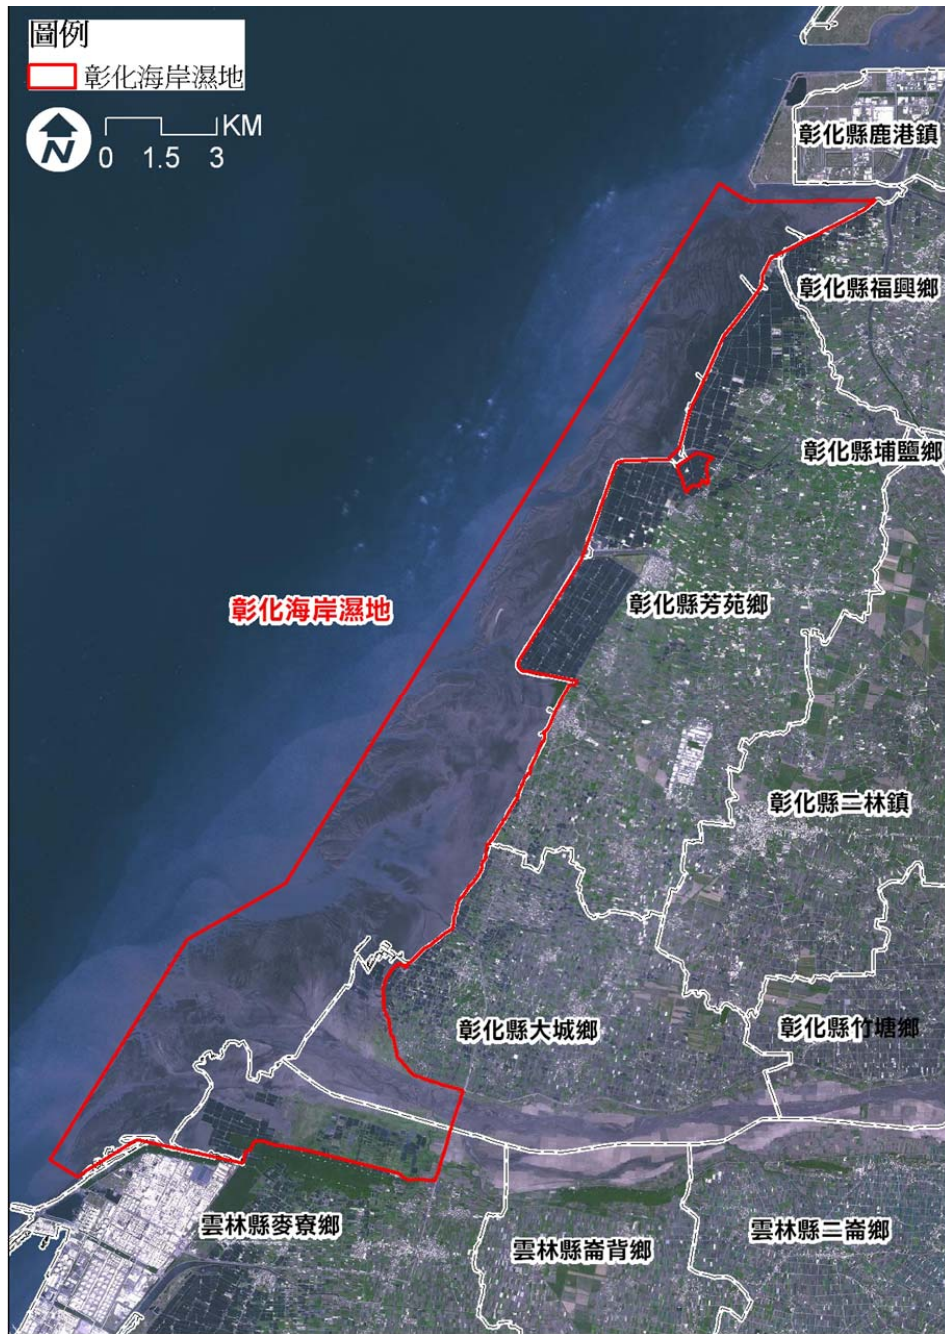 圖例
彰化海岸濕地
N
KM
0 1.5 3
彰化縣鹿港鎮
彰化縣福興鄉
彰化縣埔鹽鄉
彰化海岸濕地
彰化縣芳苑鄉
彰化縣二林鎮
彰化縣大城鄉
彰化縣竹塘鄉
雲林縣麥寮鄉
雲林縣崙背鄉
雲林縣二崙鄉